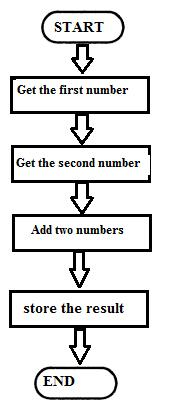 START
Get the first number
Get the second number
Add two numbers
store the result
END